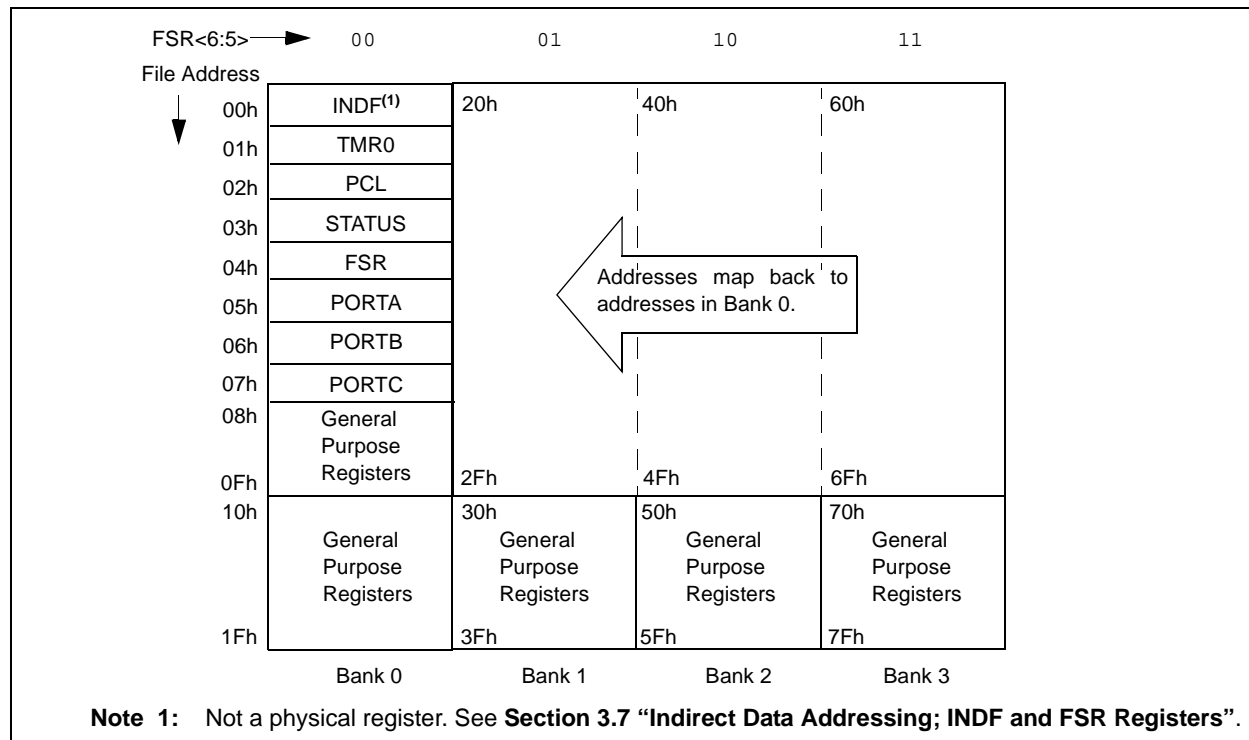 FSR<6:5> 00 01 10 11
File Address
00h INDF(1) 20h 40h 60h
01h TMR0
02h PCL
03h STATUS
04h FSR
Addresses map back to
addresses in Bank 0.
05h PORTA
06h PORTB
07h PORTC
08h General
Purpose
Registers
0Fh 2Fh 4Fh 6Fh
10h 30h 50h 70h
General General General General
Purpose Purpose Purpose Purpose
Registers Registers Registers Registers
1Fh 3Fh 5Fh 7Fh
Bank 0 Bank 1 Bank 2 Bank 3
Note 1: Not a physical register. See Section 3.7 “Indirect Data Addressing; INDF and FSR Registers”.